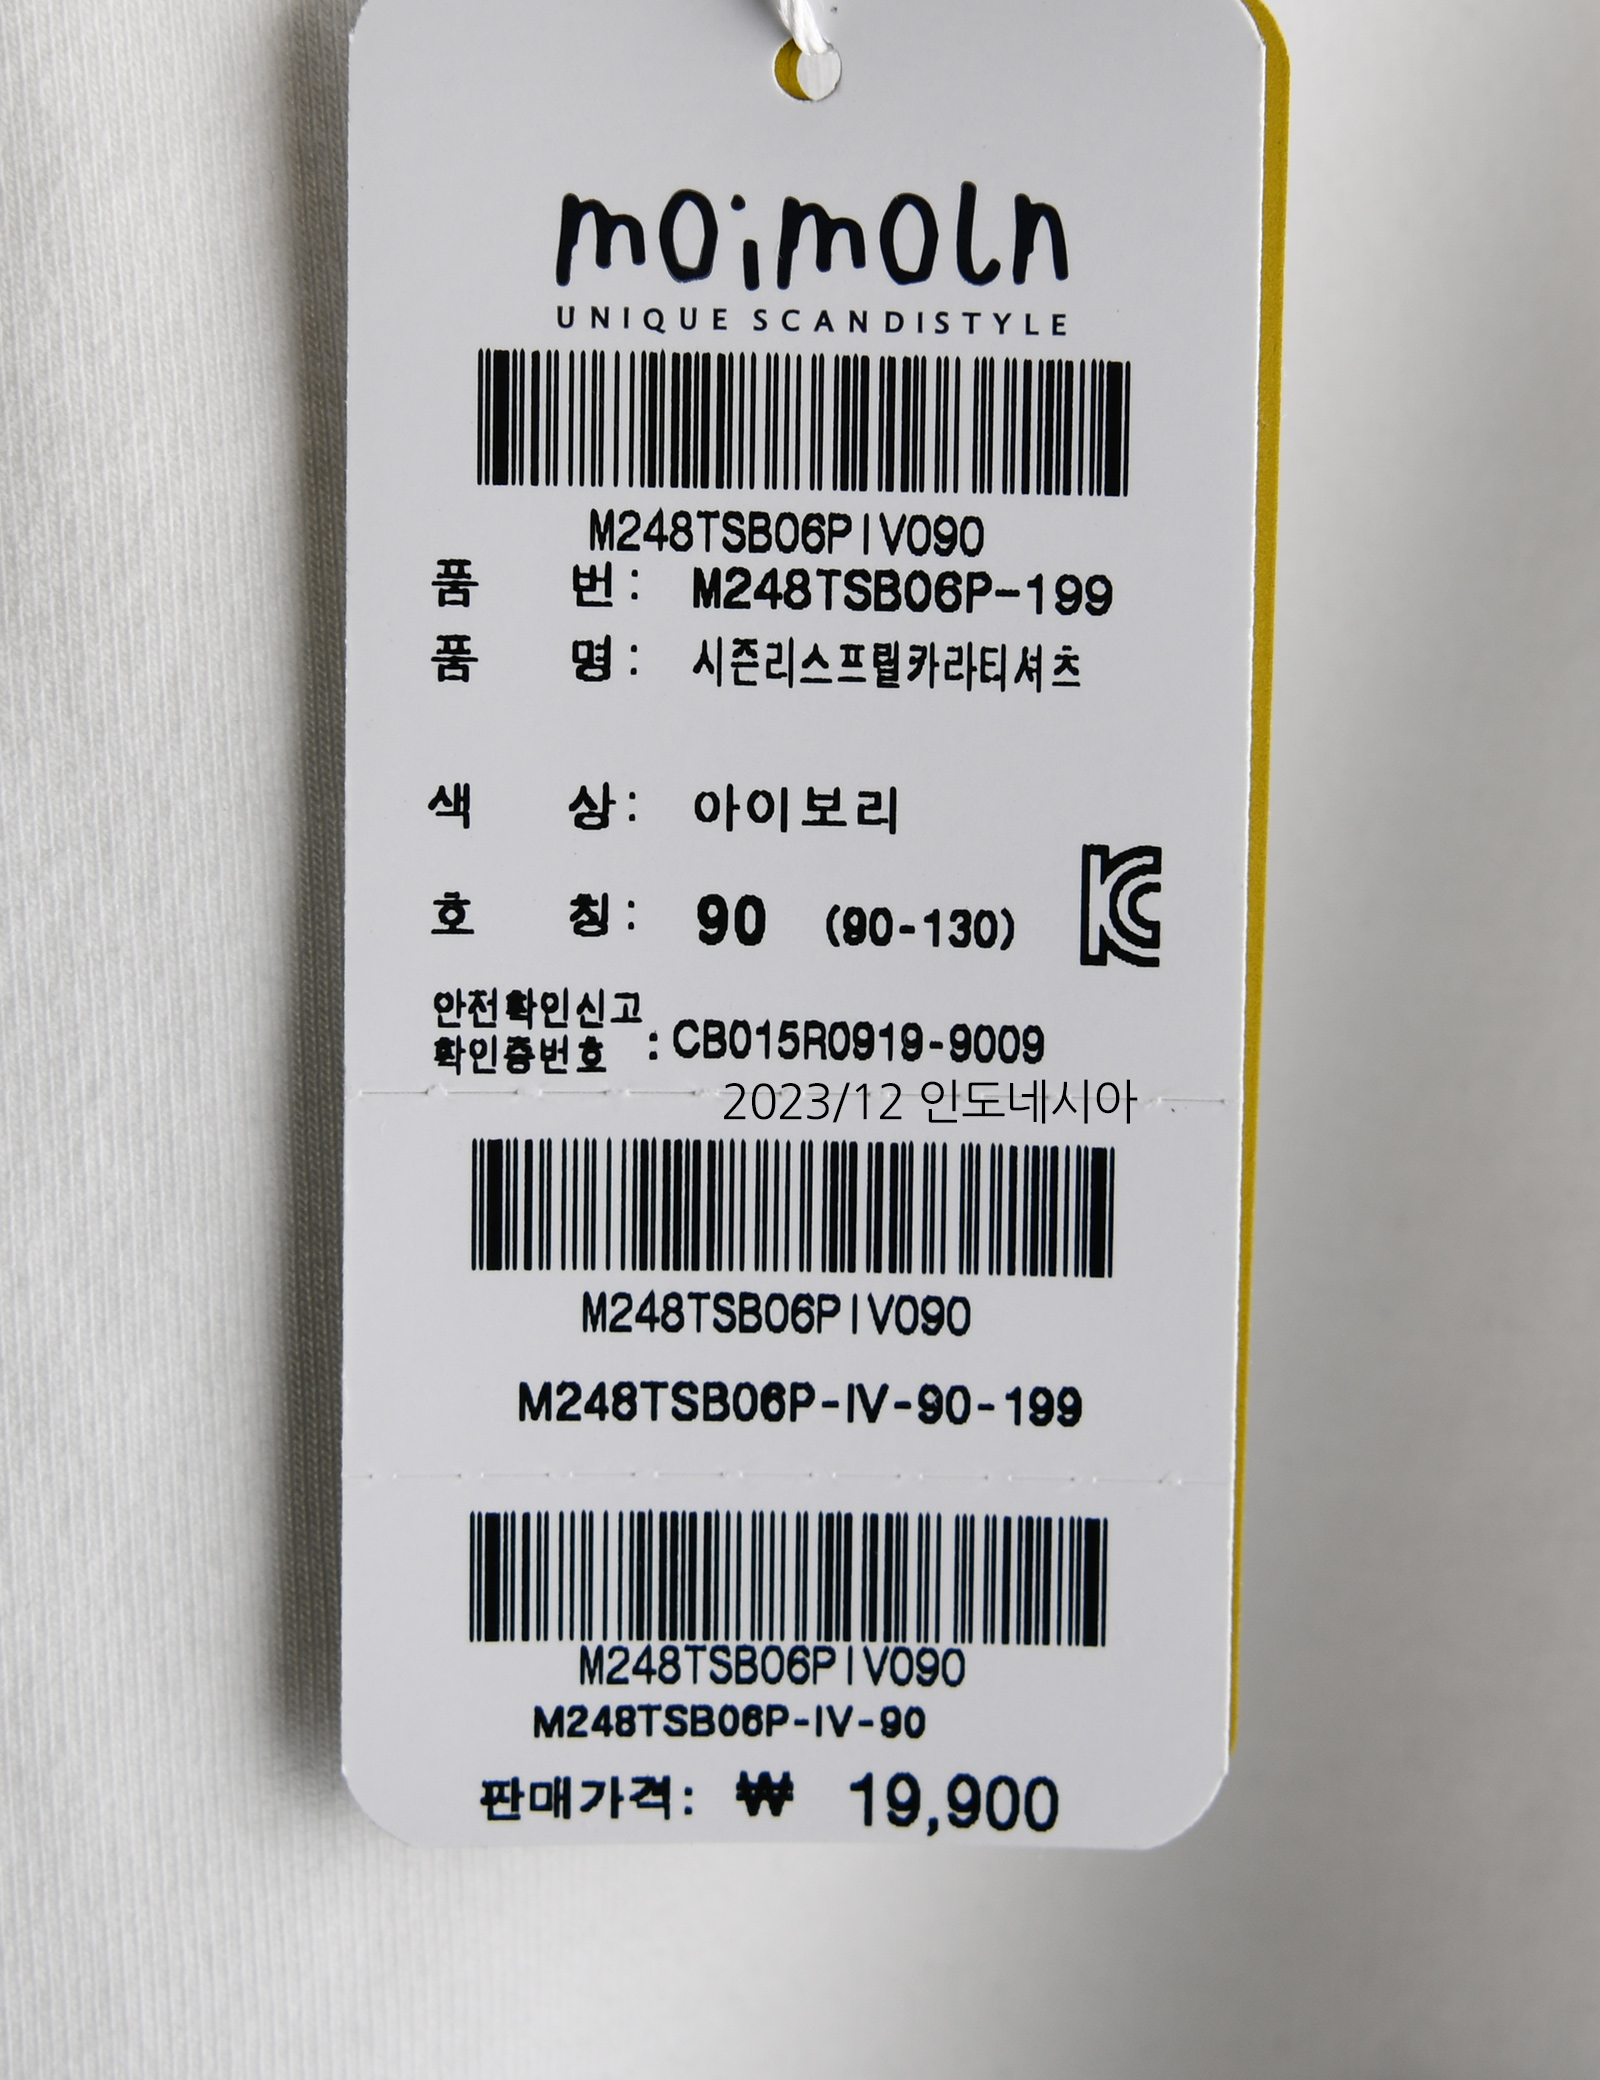 moimoln
UNIQUE SCANDISTYLE
M248TSB06PIV090
품 번: M248TSB06P-199
품 명: 시즌리스프릴카라티셔츠
색 상: 아이보리
호 칭: 90 (90-130)
안전확인신고
확인증번호 : CB015R0919-9009
2023/12 인도네시아
M248TSB06PIV090
M248TSB06P-IV-90-199
M248TSB06PIV090
M248TSB06P-IV-90
판매가격: ₩ 19,900